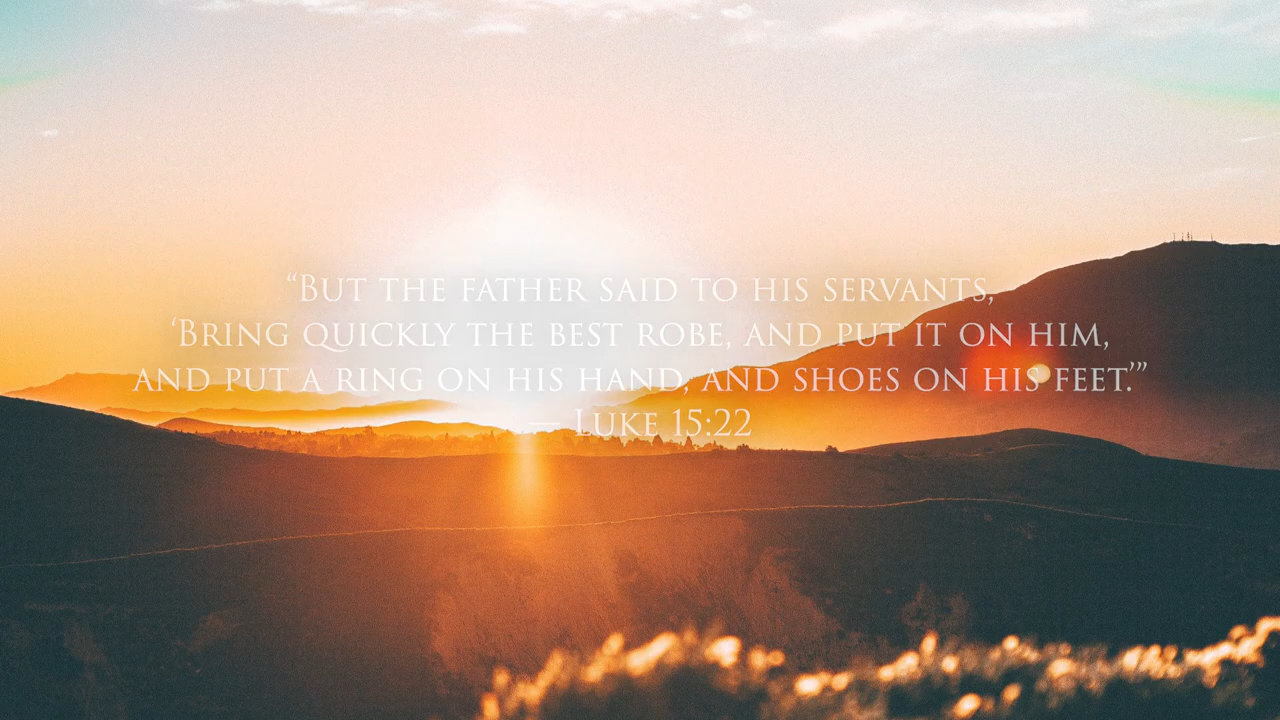 “But the father said to his servants,
‘Bring quickly the best robe, and put it on him,
and put a ring on his hand, and shoes on his feet.’”
— Luke 15:22